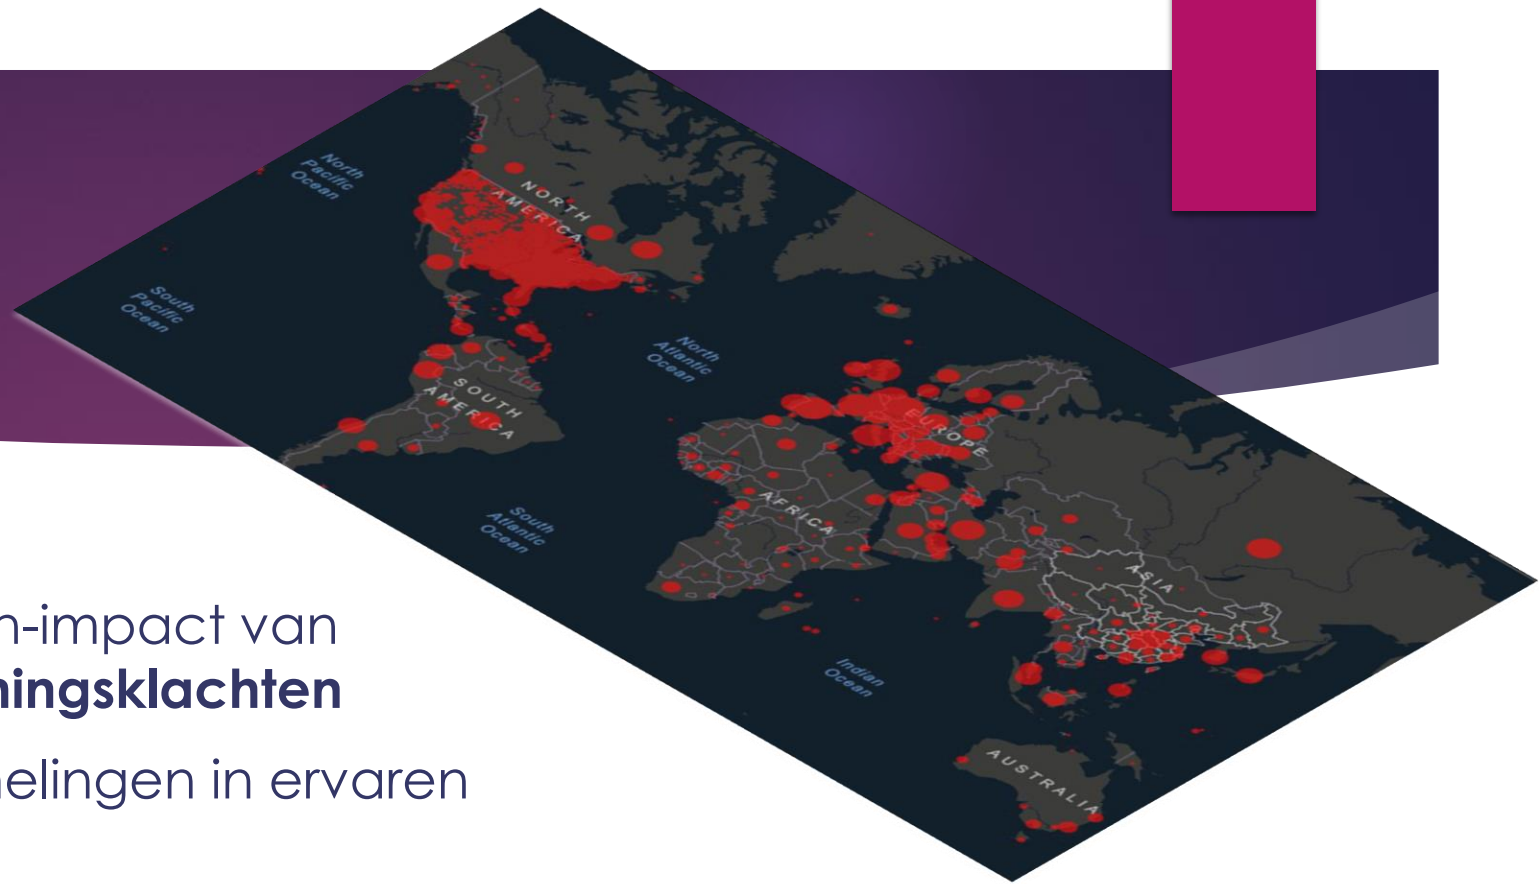 North
Pacific
Ocean
NORTH
AMERICA
South
Pacific
Ocean
North
Atlantic
Ocean
SOUTH
AMERICA
EUROPE
AFRICA
South
Atlantic
Ocean
ASIA
n-impact van
ningsklachten
Indian
Ocean
nelingen in ervaren
AUSTRALIA